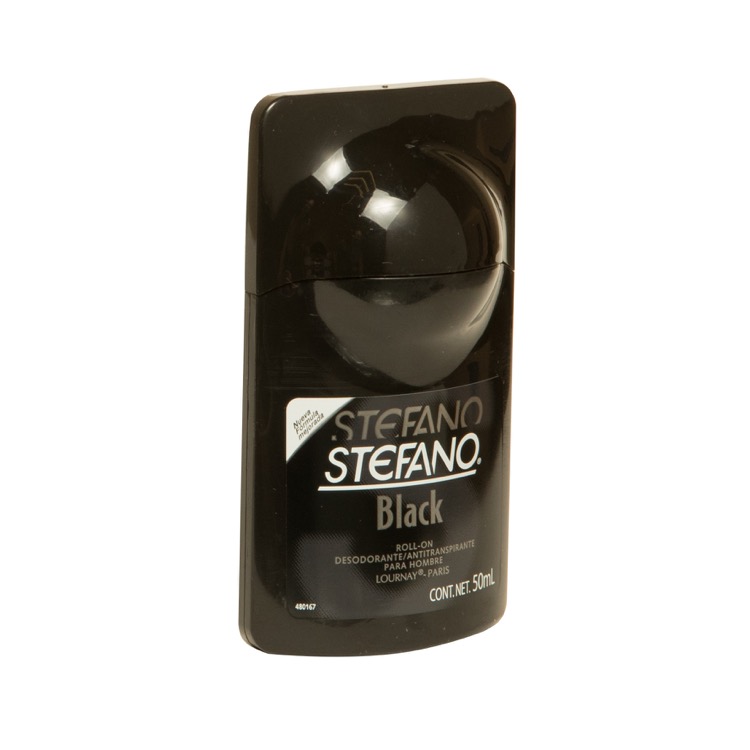 Nueva
Fórmula
mejorada
STEFANO
STEFANO®
Black
ROLL-ON
DESODORANTE/ANTITRANSPIRANTE
PARA HOMBRE
LOURNAY®-PARIS
CONT. NET. 50mL
480167